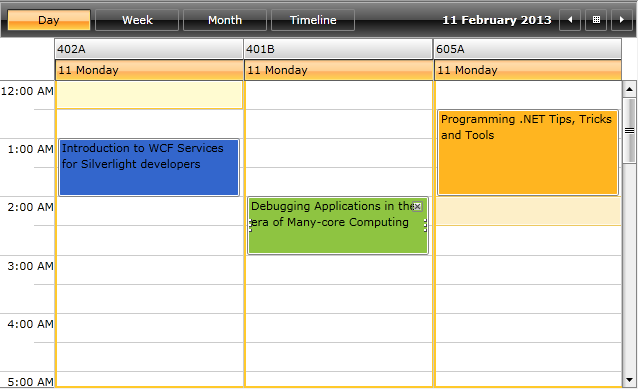 Day Week Month Timeline 11 February 2013
402A 401B 605A
11 Monday 11 Monday 11 Monday
12:00 AM
Programming .NET Tips, Tricks
and Tools
1:00 AM
Introduction to WCF Services
for Silverlight developers
2:00 AM
Debugging Applications in the
era of Many-core Computing
3:00 AM
4:00 AM
5:00 AM